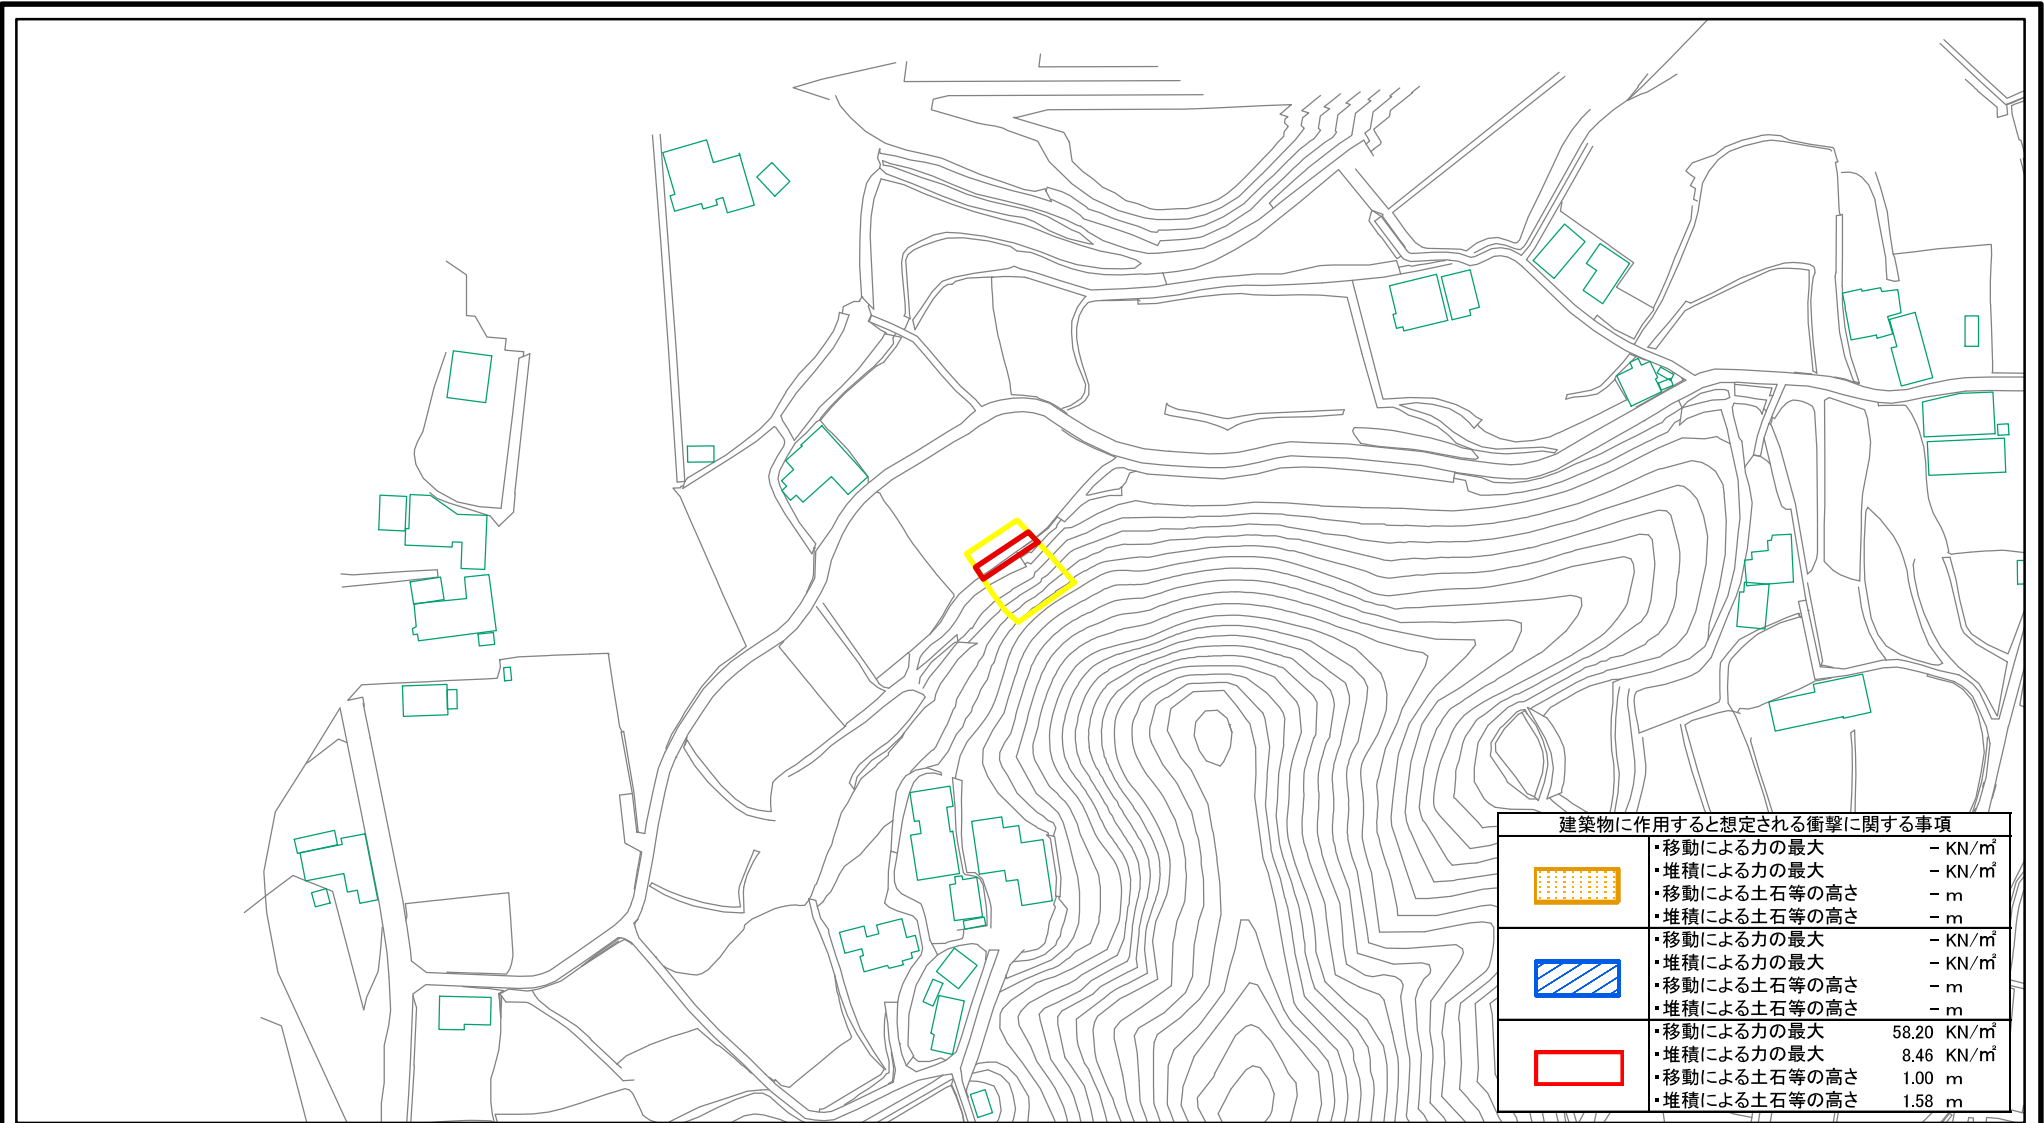 建築物に作用すると想定される衝撃に関する事項
・移動による力の最大 - KN/㎡
・堆積による力の最大 - KN/㎡
・移動による土石等の高さ - m
・堆積による土石等の高さ - m
・移動による力の最大 - KN/㎡
・堆積による力の最大 - KN/㎡
・移動による土石等の高さ - m
・堆積による土石等の高さ - m
・移動による力の最大 58.20 KN/㎡
・堆積による力の最大 8.46 KN/㎡
・移動による土石等の高さ 1.00 m
・堆積による土石等の高さ 1.58 m